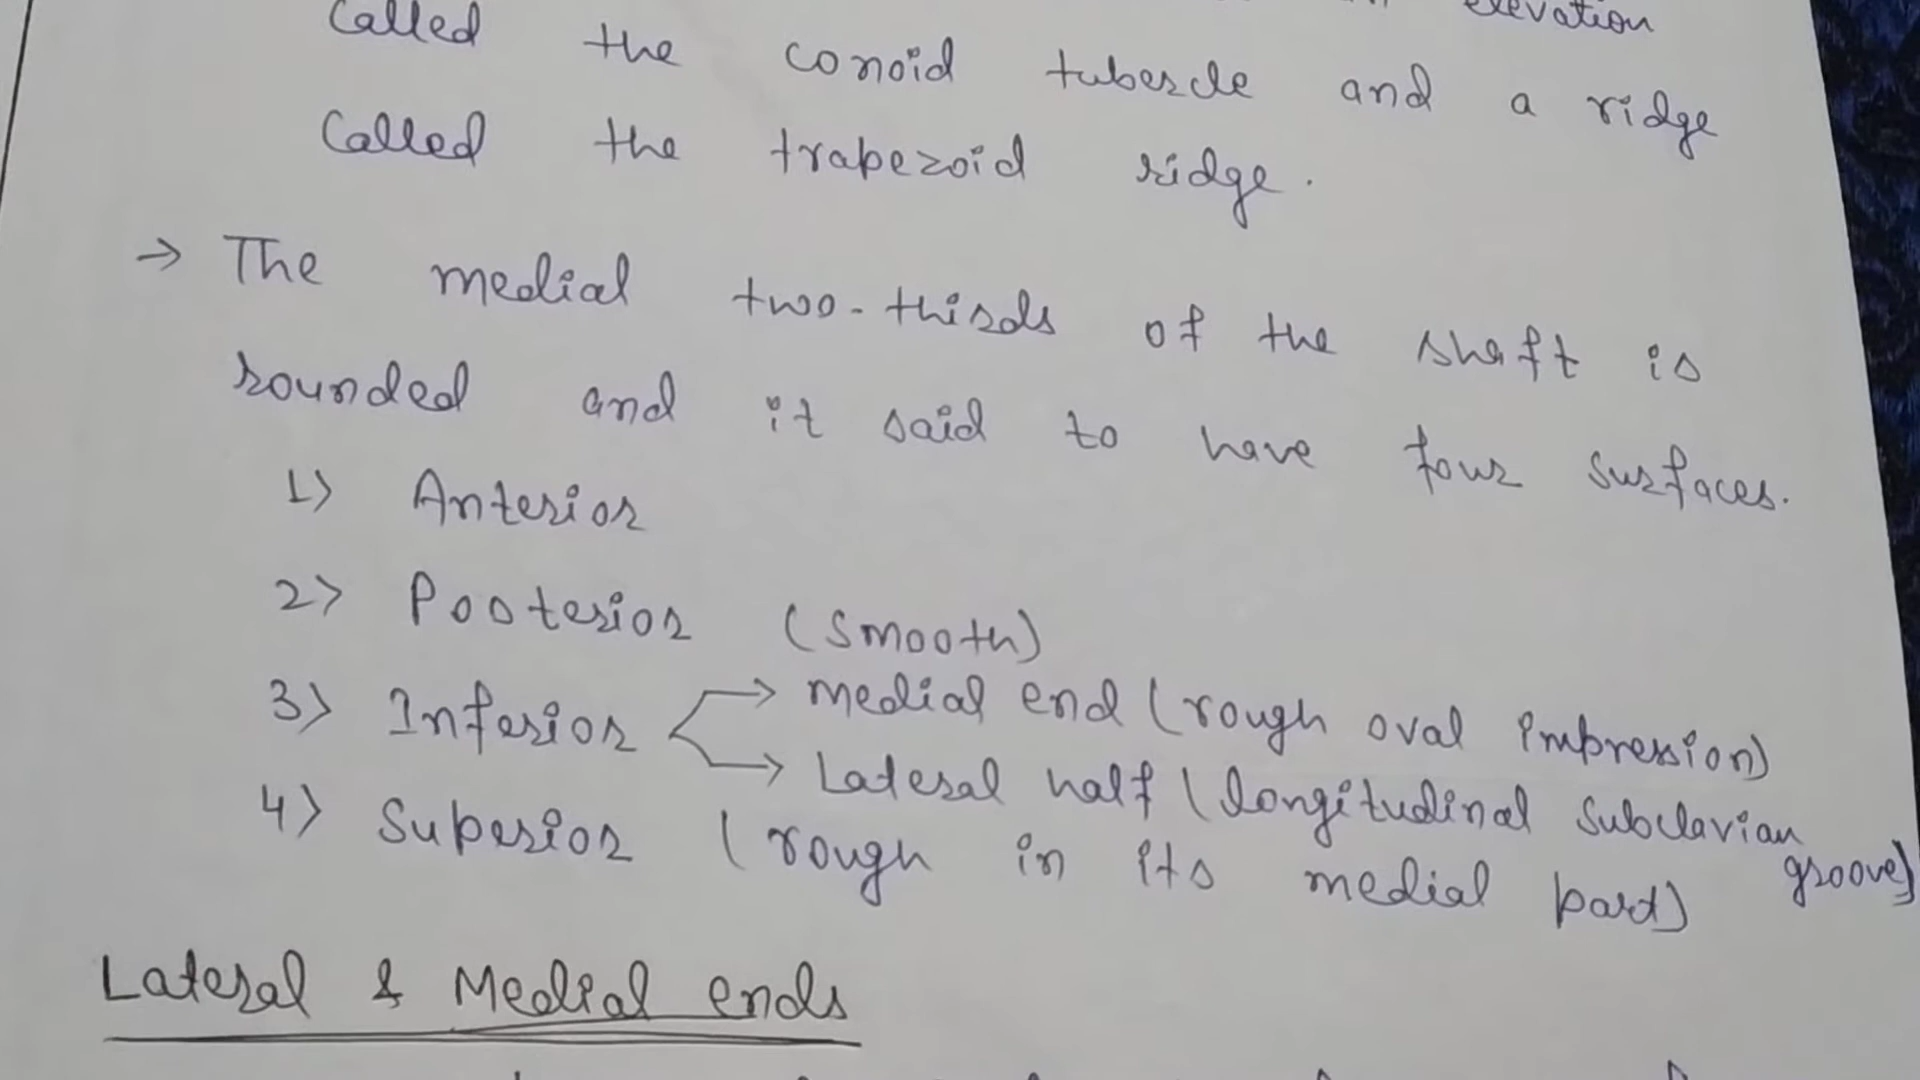 elevation
Called the conoid tubercle and a ridge
Called the trapezoid ridge.
→ The medial two-thirds of the shaft is
rounded and it said to have four surfaces.
1) Anterior
2) Posterior (smooth)
3) Inferior → medial end (rough oval impression)
→ Lateral half (longitudinal subclavian groove)
4) Superior (rough in its medial part)
Lateral & Medial ends